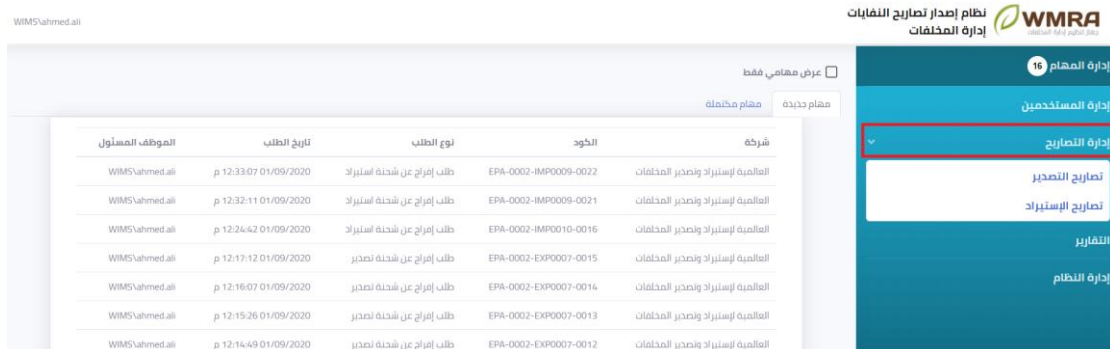 WMRA
جهاز تنظيم إدارة المخلفات
نظام إصدار تصاريح النفايات
إدارة المخلفات
WIMS\ahmed.ali
إدارة المهام 16
إدارة المستخدمين
إدارة التصاريح
تصاريح التصدير
تصاريح الإستيراد
التقارير
إدارة النظام
عرض مهامي فقط
مهام جديدة مهام مكتملة
شركة الكود نوع الطلب تاريخ الطلب الموظف المسئول
العالمية لإستيراد وتصدير المخلفات EPA-0002-IMP0009-0022 طلب إفراج عن شحنة استيراد 01/09/2020 12:33:07 م WIMS\ahmed.ali
العالمية لإستيراد وتصدير المخلفات EPA-0002-IMP0009-0021 طلب إفراج عن شحنة استيراد 01/09/2020 12:32:11 م WIMS\ahmed.ali
العالمية لإستيراد وتصدير المخلفات EPA-0002-IMP0010-0016 طلب إفراج عن شحنة استيراد 01/09/2020 12:24:42 م WIMS\ahmed.ali
العالمية لإستيراد وتصدير المخلفات EPA-0002-EXP0007-0015 طلب إفراج عن شحنة تصدير 01/09/2020 12:17:12 م WIMS\ahmed.ali
العالمية لإستيراد وتصدير المخلفات EPA-0002-EXP0007-0014 طلب إفراج عن شحنة تصدير 01/09/2020 12:16:07 م WIMS\ahmed.ali
العالمية لإستيراد وتصدير المخلفات EPA-0002-EXP0007-0013 طلب إفراج عن شحنة تصدير 01/09/2020 12:15:26 م WIMS\ahmed.ali
العالمية لإستيراد وتصدير المخلفات EPA-0002-EXP0007-0012 طلب إفراج عن شحنة تصدير 01/09/2020 12:14:49 م WIMS\ahmed.ali